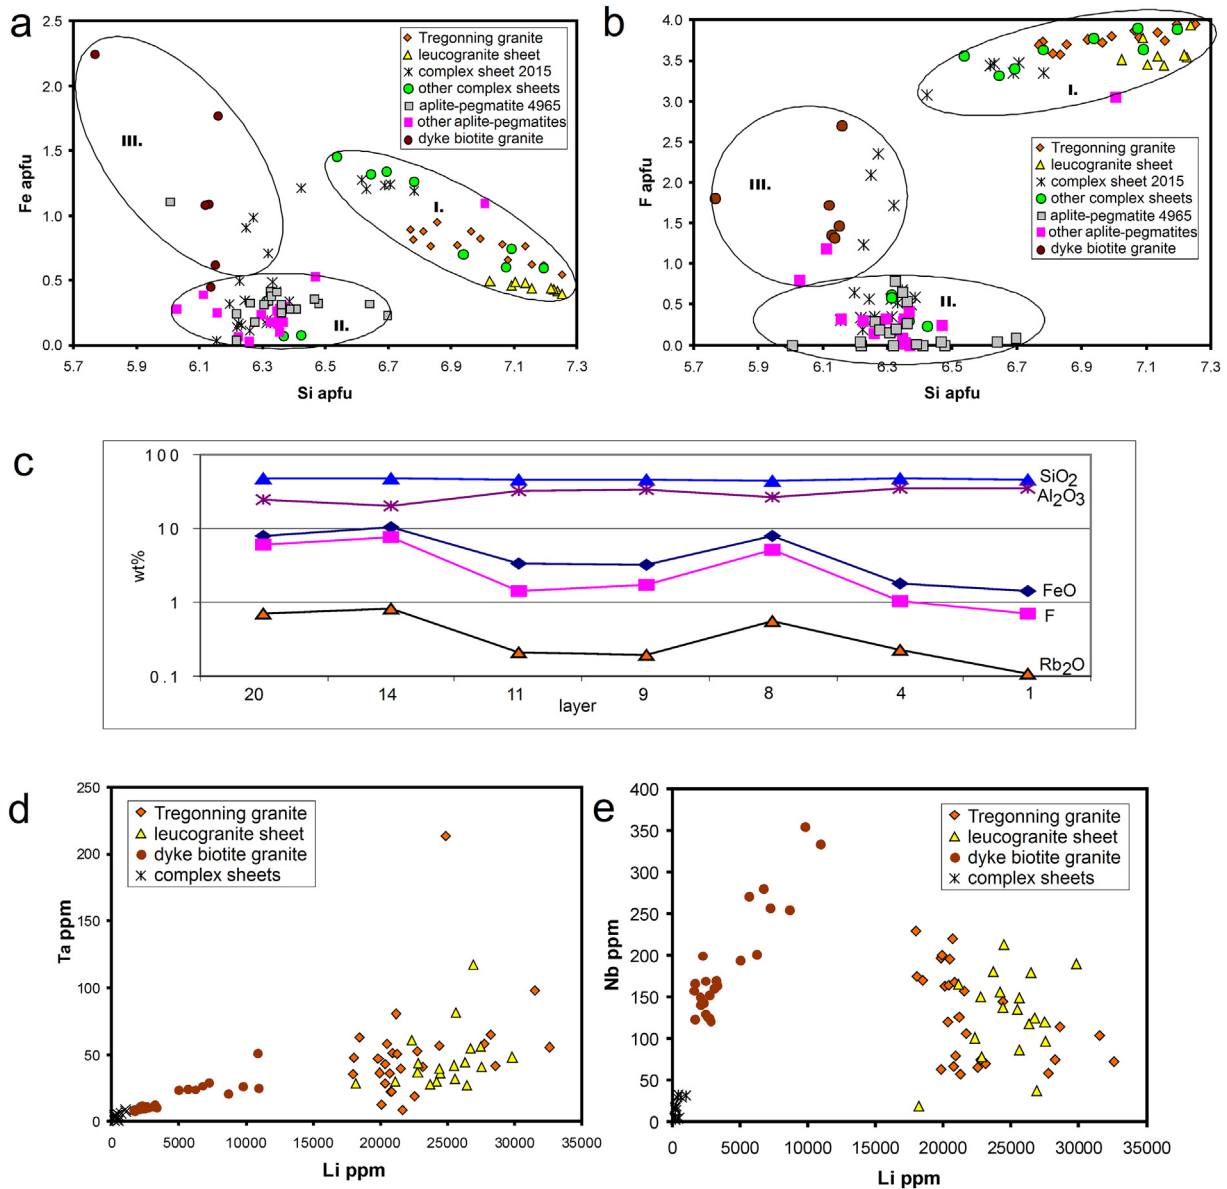 a
Fe apfu
2.5
2.0
1.5
1.0
0.5
0.0
5.7
5.9
6.1
6.3
6.5
6.7
6.9
7.1
7.3
Si apfu
I.
II.
III.
Tregonning granite
leucogranite sheet
complex sheet 2015
other complex sheets
aplite-pegmatite 4965
other aplite-pegmatites
dyke biotite granite
b
F apfu
4.0
3.5
3.0
2.5
2.0
1.5
1.0
0.5
0.0
5.7
5.9
6.1
6.3
6.5
6.7
6.9
7.1
7.3
Si apfu
I.
II.
III.
Tregonning granite
leucogranite sheet
complex sheet 2015
other complex sheets
aplite-pegmatite 4965
other aplite-pegmatites
dyke biotite granite
c
wt%
100
10
1
0.1
20
14
11
9
8
4
1
layer
SiO2
Al2O3
FeO
F
Rb2O
d
Ta ppm
250
200
150
100
50
0
0
5000
10000
15000
20000
25000
30000
35000
Li ppm
Tregonning granite
leucogranite sheet
dyke biotite granite
complex sheets
e
Nb ppm
400
350
300
250
200
150
100
50
0
0
5000
10000
15000
20000
25000
30000
35000
Li ppm
Tregonning granite
leucogranite sheet
dyke biotite granite
complex sheets